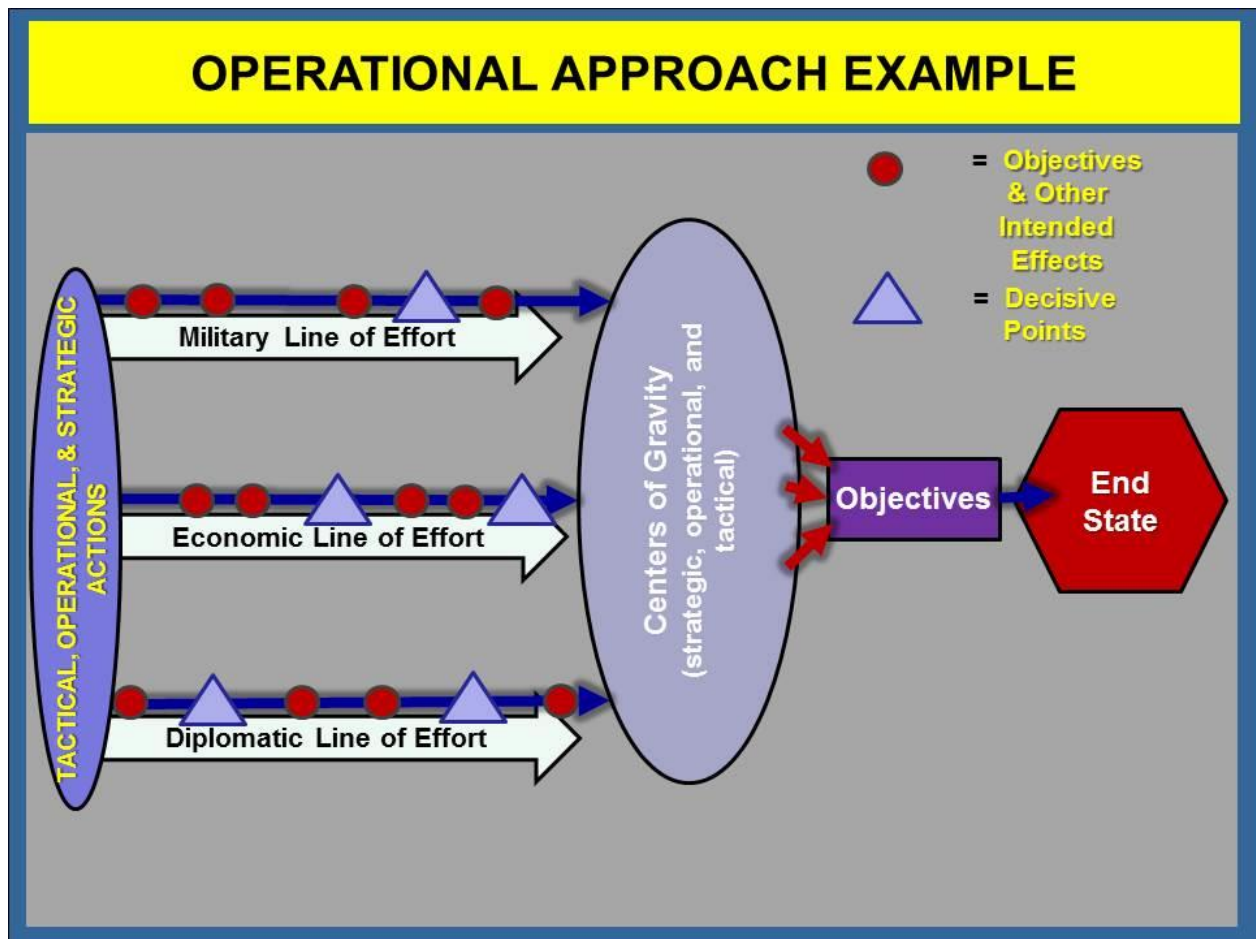 OPERATIONAL APPROACH EXAMPLE
= Objectives
& Other
Intended
Effects
= Decisive
Points
TACTICAL, OPERATIONAL, & STRATEGIC
ACTIONS
Military Line of Effort
Economic Line of Effort
Diplomatic Line of Effort
Centers of Gravity
(strategic, operational, and
tactical)
Objectives
End
State